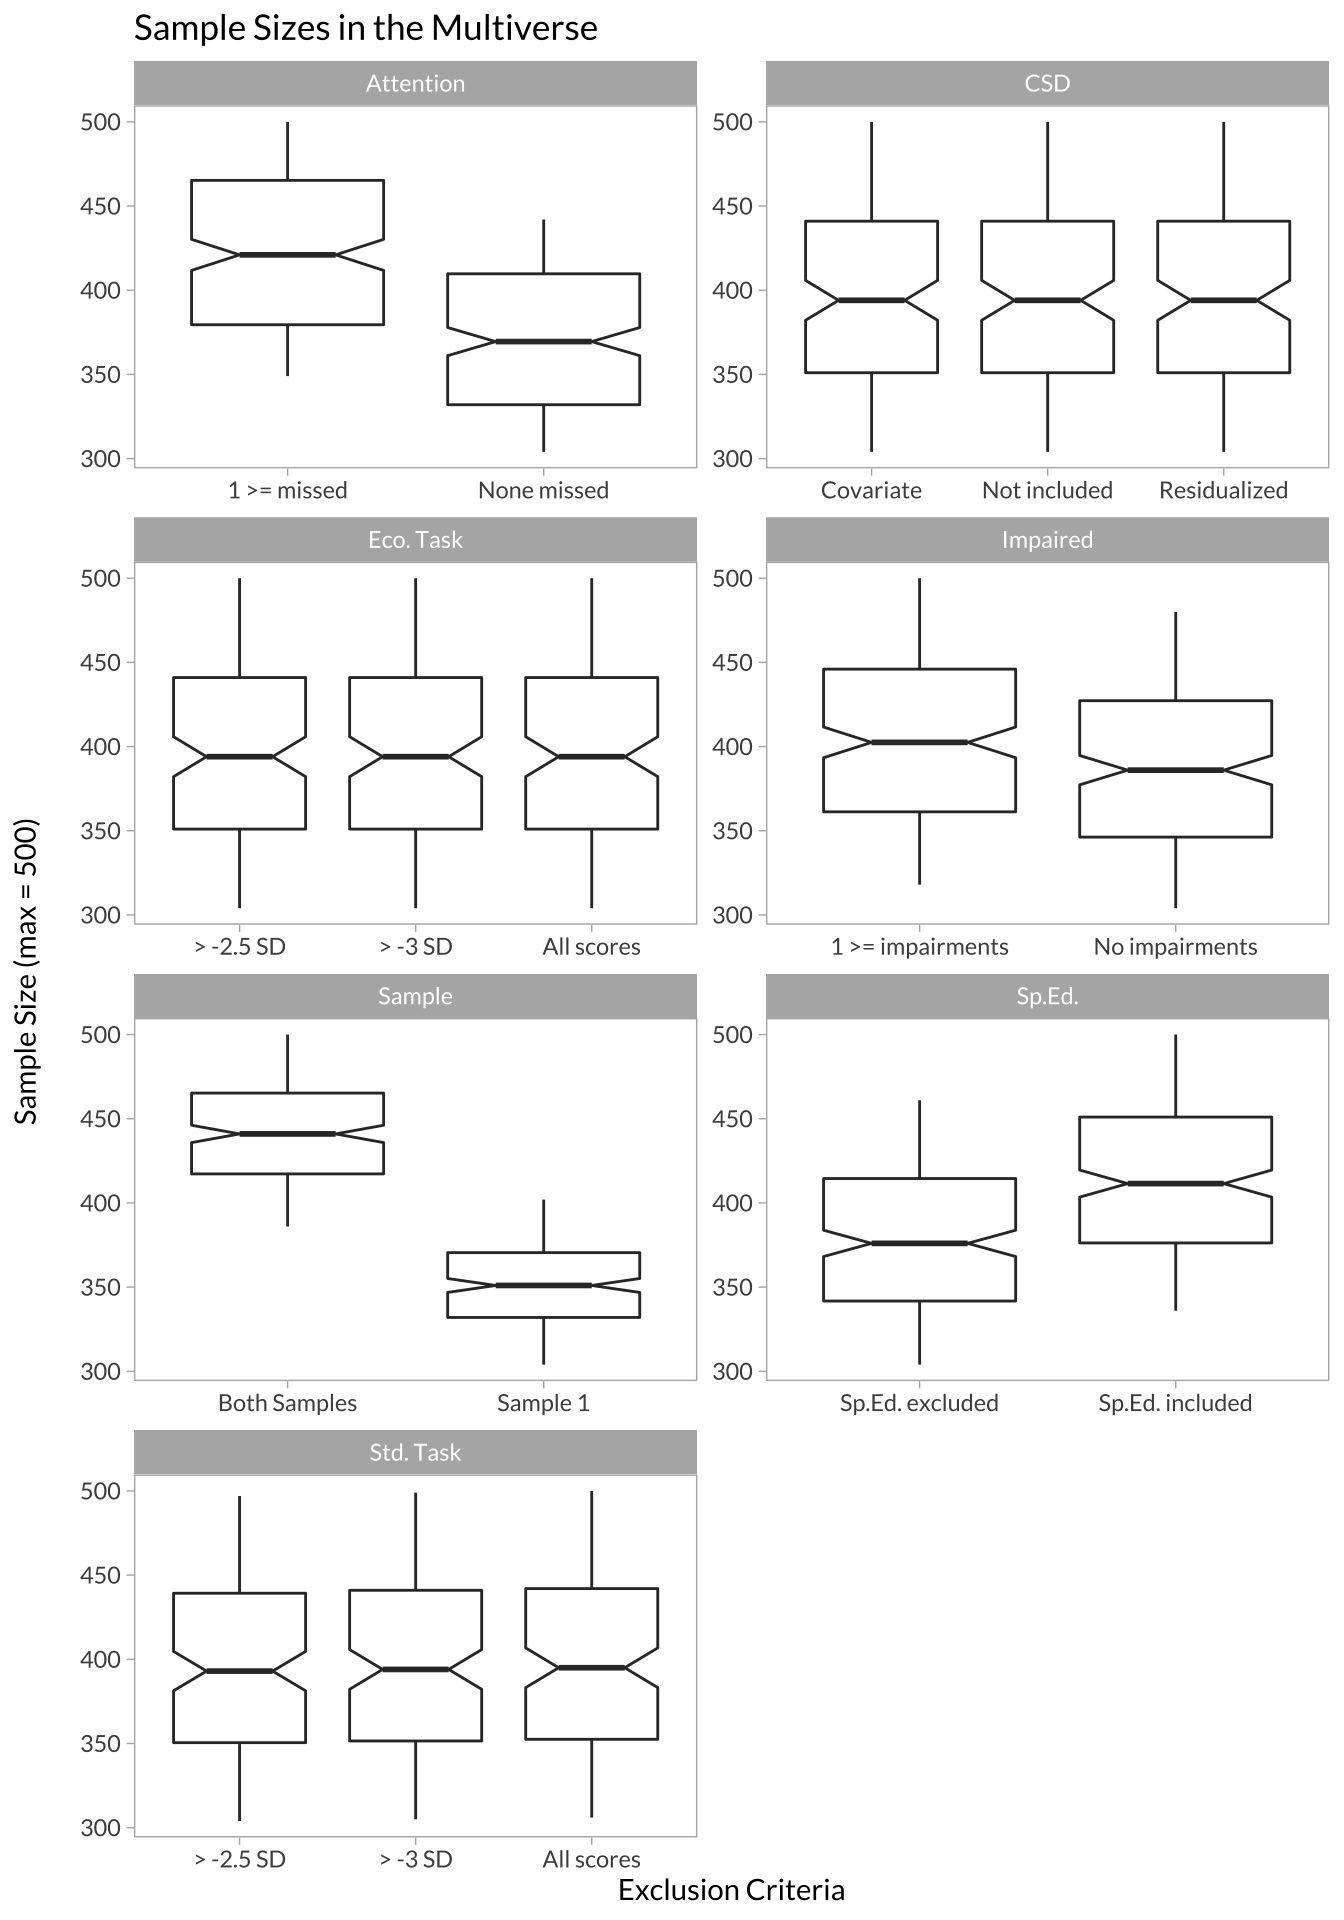 Sample Sizes in the Multiverse
Attention
500
450
400
350
300
1 >= missed None missed
CSD
500
450
400
350
300
Covariate Not included Residualized
Eco. Task
500
450
400
350
300
> -2.5 SD > -3 SD All scores
Impaired
500
450
400
350
300
1 >= impairments No impairments
Sample
500
450
400
350
300
Both Samples Sample 1
Sp.Ed.
500
450
400
350
300
Sp.Ed. excluded Sp.Ed. included
Std. Task
500
450
400
350
300
> -2.5 SD > -3 SD All scores
Sample Size (max = 500)
Exclusion Criteria